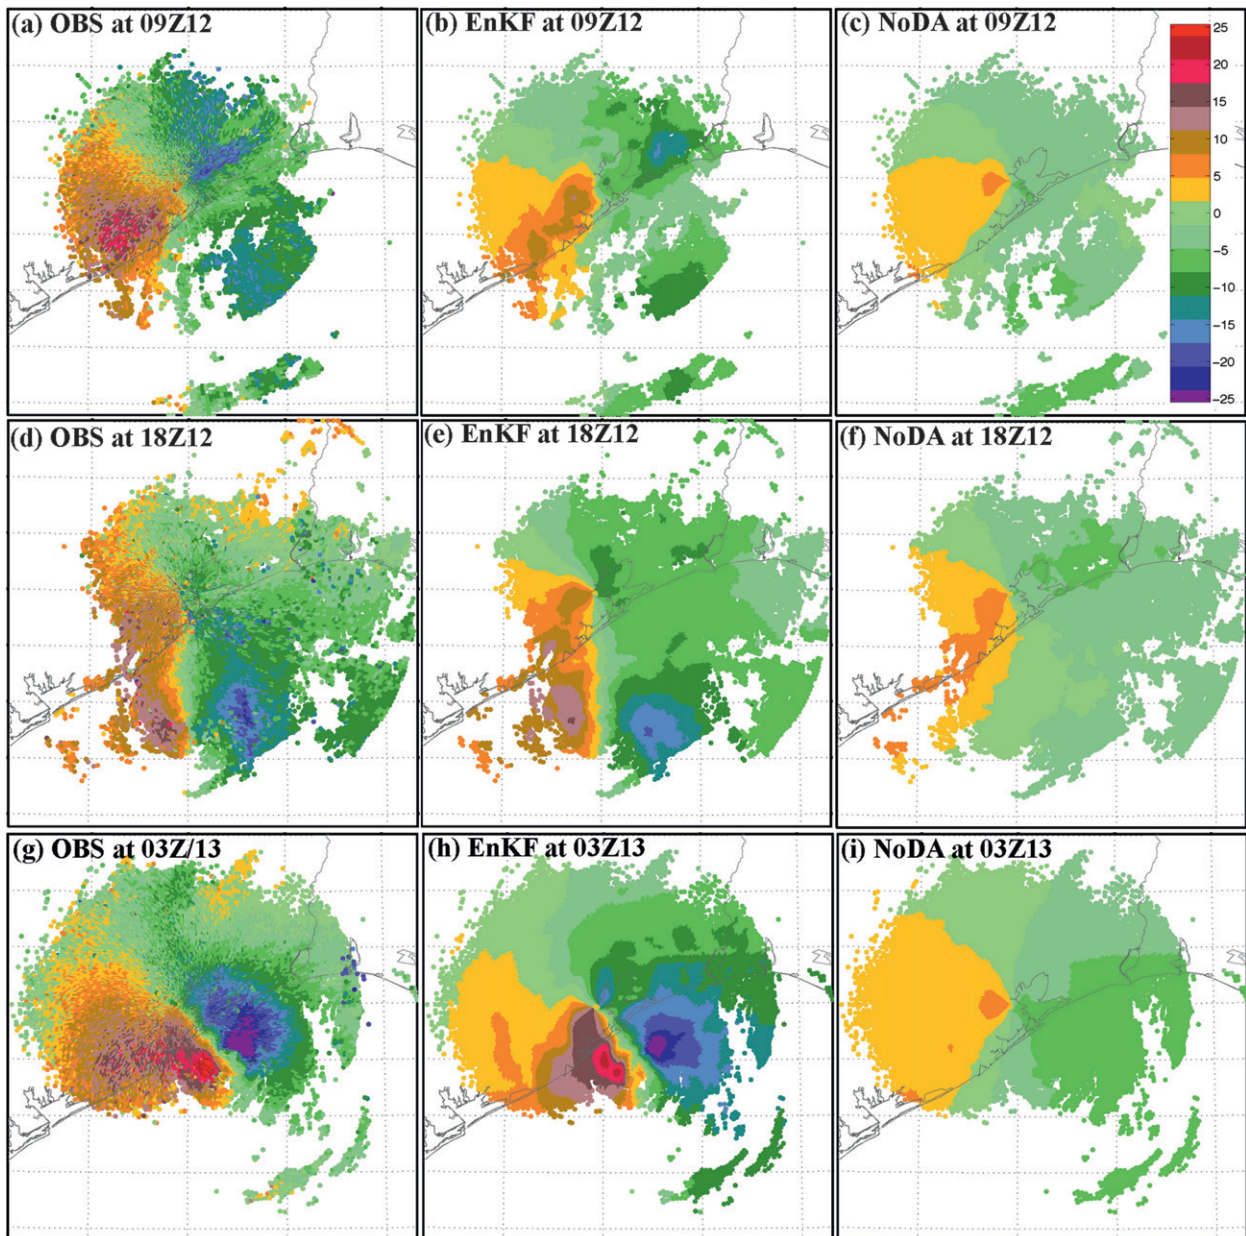 (a) OBS at 09Z12
(b) EnKF at 09Z12
(c) NoDA at 09Z12
25
20
15
10
5
0
−5
−10
−15
−20
−25
(d) OBS at 18Z12
(e) EnKF at 18Z12
(f) NoDA at 18Z12
(g) OBS at 03Z/13
(h) EnKF at 03Z13
(i) NoDA at 03Z13